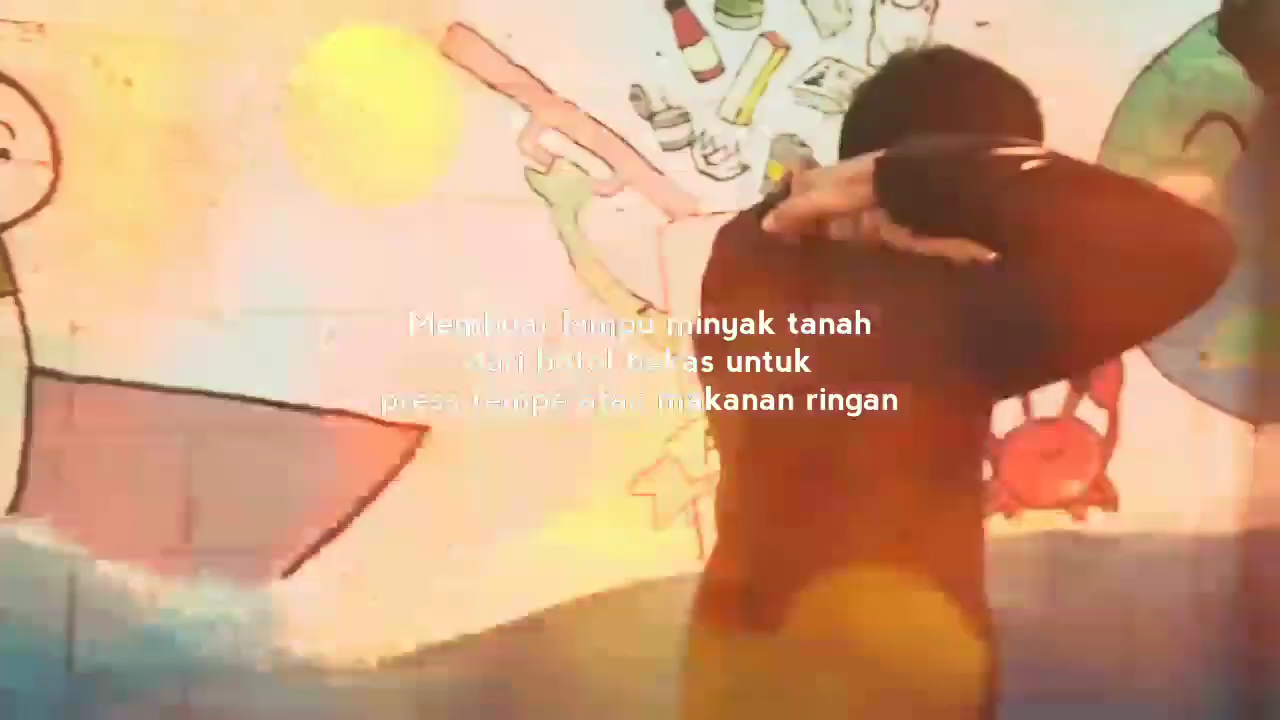 Membuat lampu minyak tanah
dari botol bekas untuk
press tempe atau makanan ringan